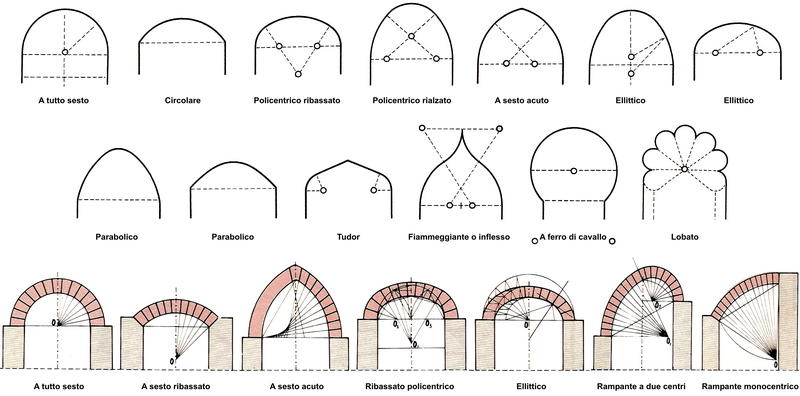 A tutto sesto Circolare Policentrico ribassato Policentrico rialzato A sesto acuto Ellittico Ellittico
Parabolico Parabolico Tudor Fiammeggiante o inflesso A ferro di cavallo Lobato
A tutto sesto A sesto ribassato A sesto acuto Ribassato policentrico Ellittico Rampante a due centri Rampante monocentrico